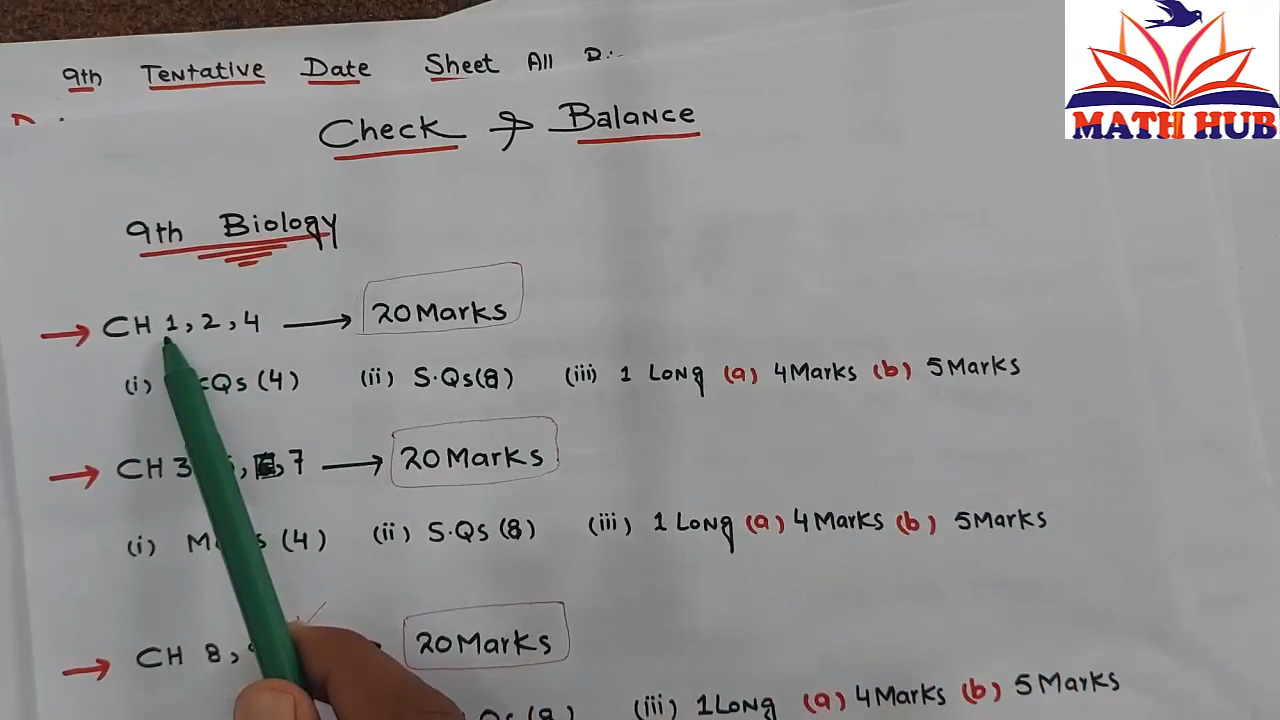 9th Tentative Date Sheet All
MATH HUB
Check & Balance
9th Biology
→ CH 1, 2, 4 → 20 Marks
(i) (4) (ii) S.Qs(8) (iii) 1 Long (a) 4 Marks (b) 5 Marks
→ CH 3 , 7 → 20 Marks
(i) (4) (ii) S.Qs (8) (iii) 1 Long (a) 4 Marks (b) 5 Marks
→ CH 8, 20 Marks
(iii) 1 Long (a) 4 Marks (b) 5 Marks